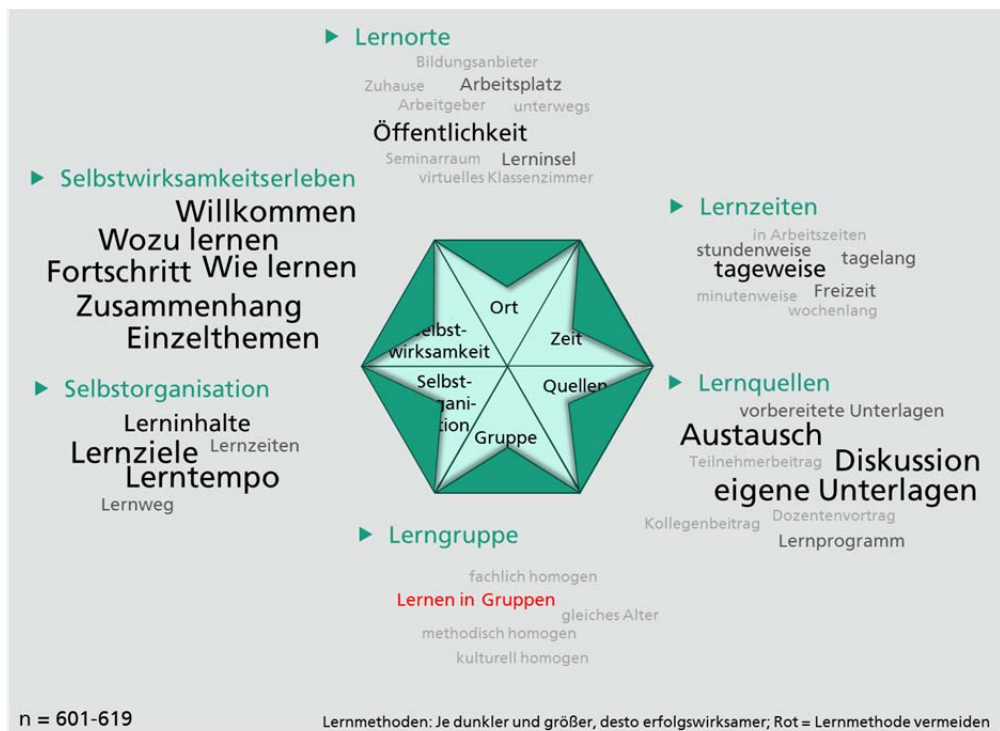 ▶ Lernorte
Bildungsanbieter
Zuhause Arbeitsplatz
Arbeitgeber unterwegs
Öffentlichkeit
Seminarraum Lerninsel
virtuelles Klassenzimmer
▶ Selbstwirksamkeitserleben
Willkommen
Wozu lernen
Fortschritt Wie lernen
Zusammenhang
Einzelthemen
▶ Lernzeiten
in Arbeitszeiten
stundenweise tagelang
tageweise
minutenweise Freizeit
wochenlang
Ort
Zeit
elbst-
wirksamkeit
Selbst-
gani-
tion
Quellen
Gruppe
▶ Selbstorganisation
Lerninhalte
Lernziele Lernzeiten
Lerntempo
Lernweg
▶ Lernquellen
vorbereitete Unterlagen
Austausch
Teilnehmerbeitrag Diskussion
eigene Unterlagen
Kollegenbeitrag Dozentenvortrag
Lernprogramm
▶ Lerngruppe
fachlich homogen
Lernen in Gruppen
gleiches Alter
methodisch homogen
kulturell homogen
n = 601-619
Lernmethoden: Je dunkler und größer, desto erfolgswirksamer; Rot = Lernmethode vermeiden